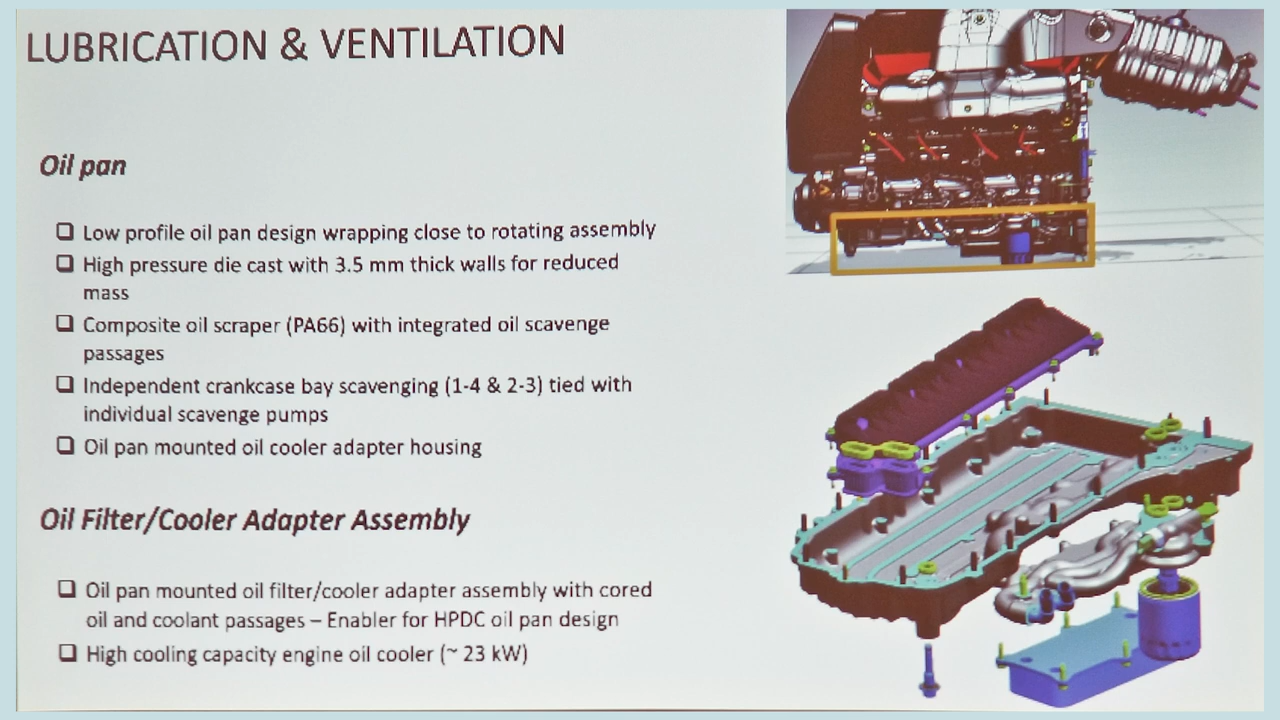 LUBRICATION & VENTILATION
Oil pan
❑ Low profile oil pan design wrapping close to rotating assembly
❑ High pressure die cast with 3.5 mm thick walls for reduced
mass
❑ Composite oil scraper (PA66) with integrated oil scavenge
passages
❑ Independent crankcase bay scavenging (1-4 & 2-3) tied with
individual scavenge pumps
❑ Oil pan mounted oil cooler adapter housing
Oil Filter/Cooler Adapter Assembly
❑ Oil pan mounted oil filter/cooler adapter assembly with cored
oil and coolant passages – Enabler for HPDC oil pan design
❑ High cooling capacity engine oil cooler (~ 23 kW)